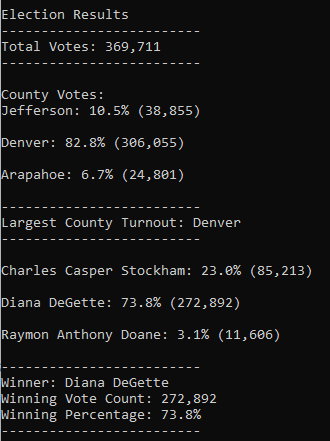 Election Results
-------------------------
Total Votes: 369,711
-------------------------
County Votes:
Jefferson: 10.5% (38,855)
Denver: 82.8% (306,055)
Arapahoe: 6.7% (24,801)
-------------------------
Largest County Turnout: Denver
-------------------------
Charles Casper Stockham: 23.0% (85,213)
Diana DeGette: 73.8% (272,892)
Raymon Anthony Doane: 3.1% (11,606)
-------------------------
Winner: Diana DeGette
Winning Vote Count: 272,892
Winning Percentage: 73.8%
-------------------------